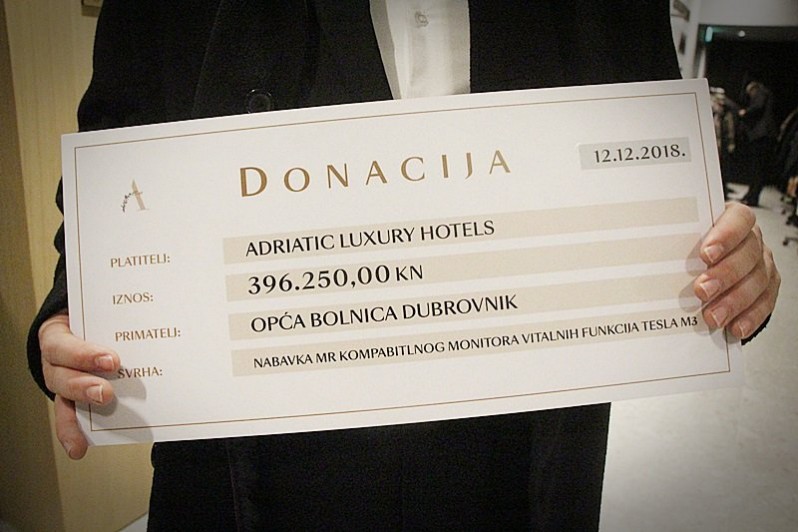 DONACIJA
12.12.2018.
A
PLATITELJ: ADRIATIC LUXURY HOTELS
IZNOS: 396.250,00 KN
PRIMATELJ: OPĆA BOLNICA DUBROVNIK
SVRHA: NABAVKA MR KOMPABITLNOG MONITORA VITALNIH FUNKCIJA TESLA M3